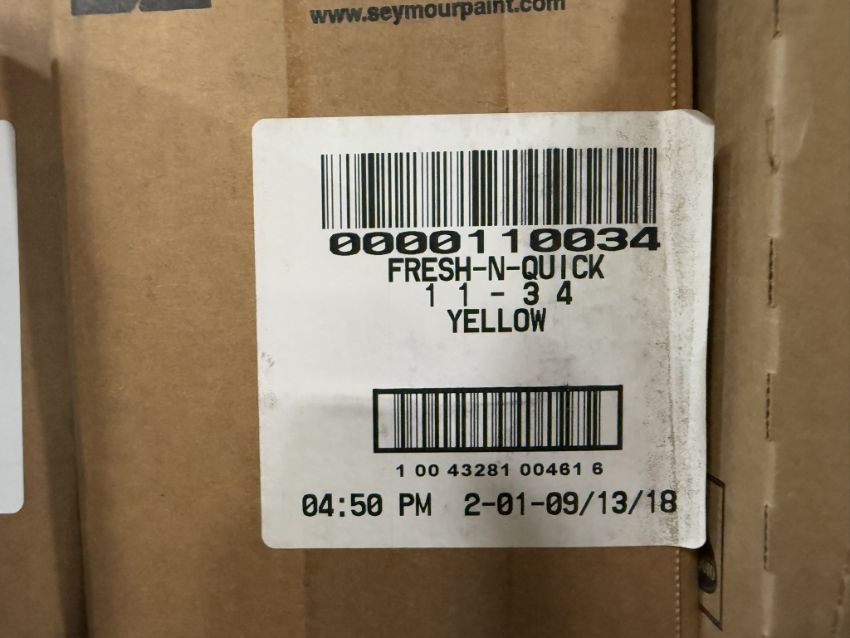 www.seymourpaint.com
0000110034
FRESH-N-QUICK
11-34
YELLOW
1 00 43281 00461 6
04:50 PM 2-01-09/13/18